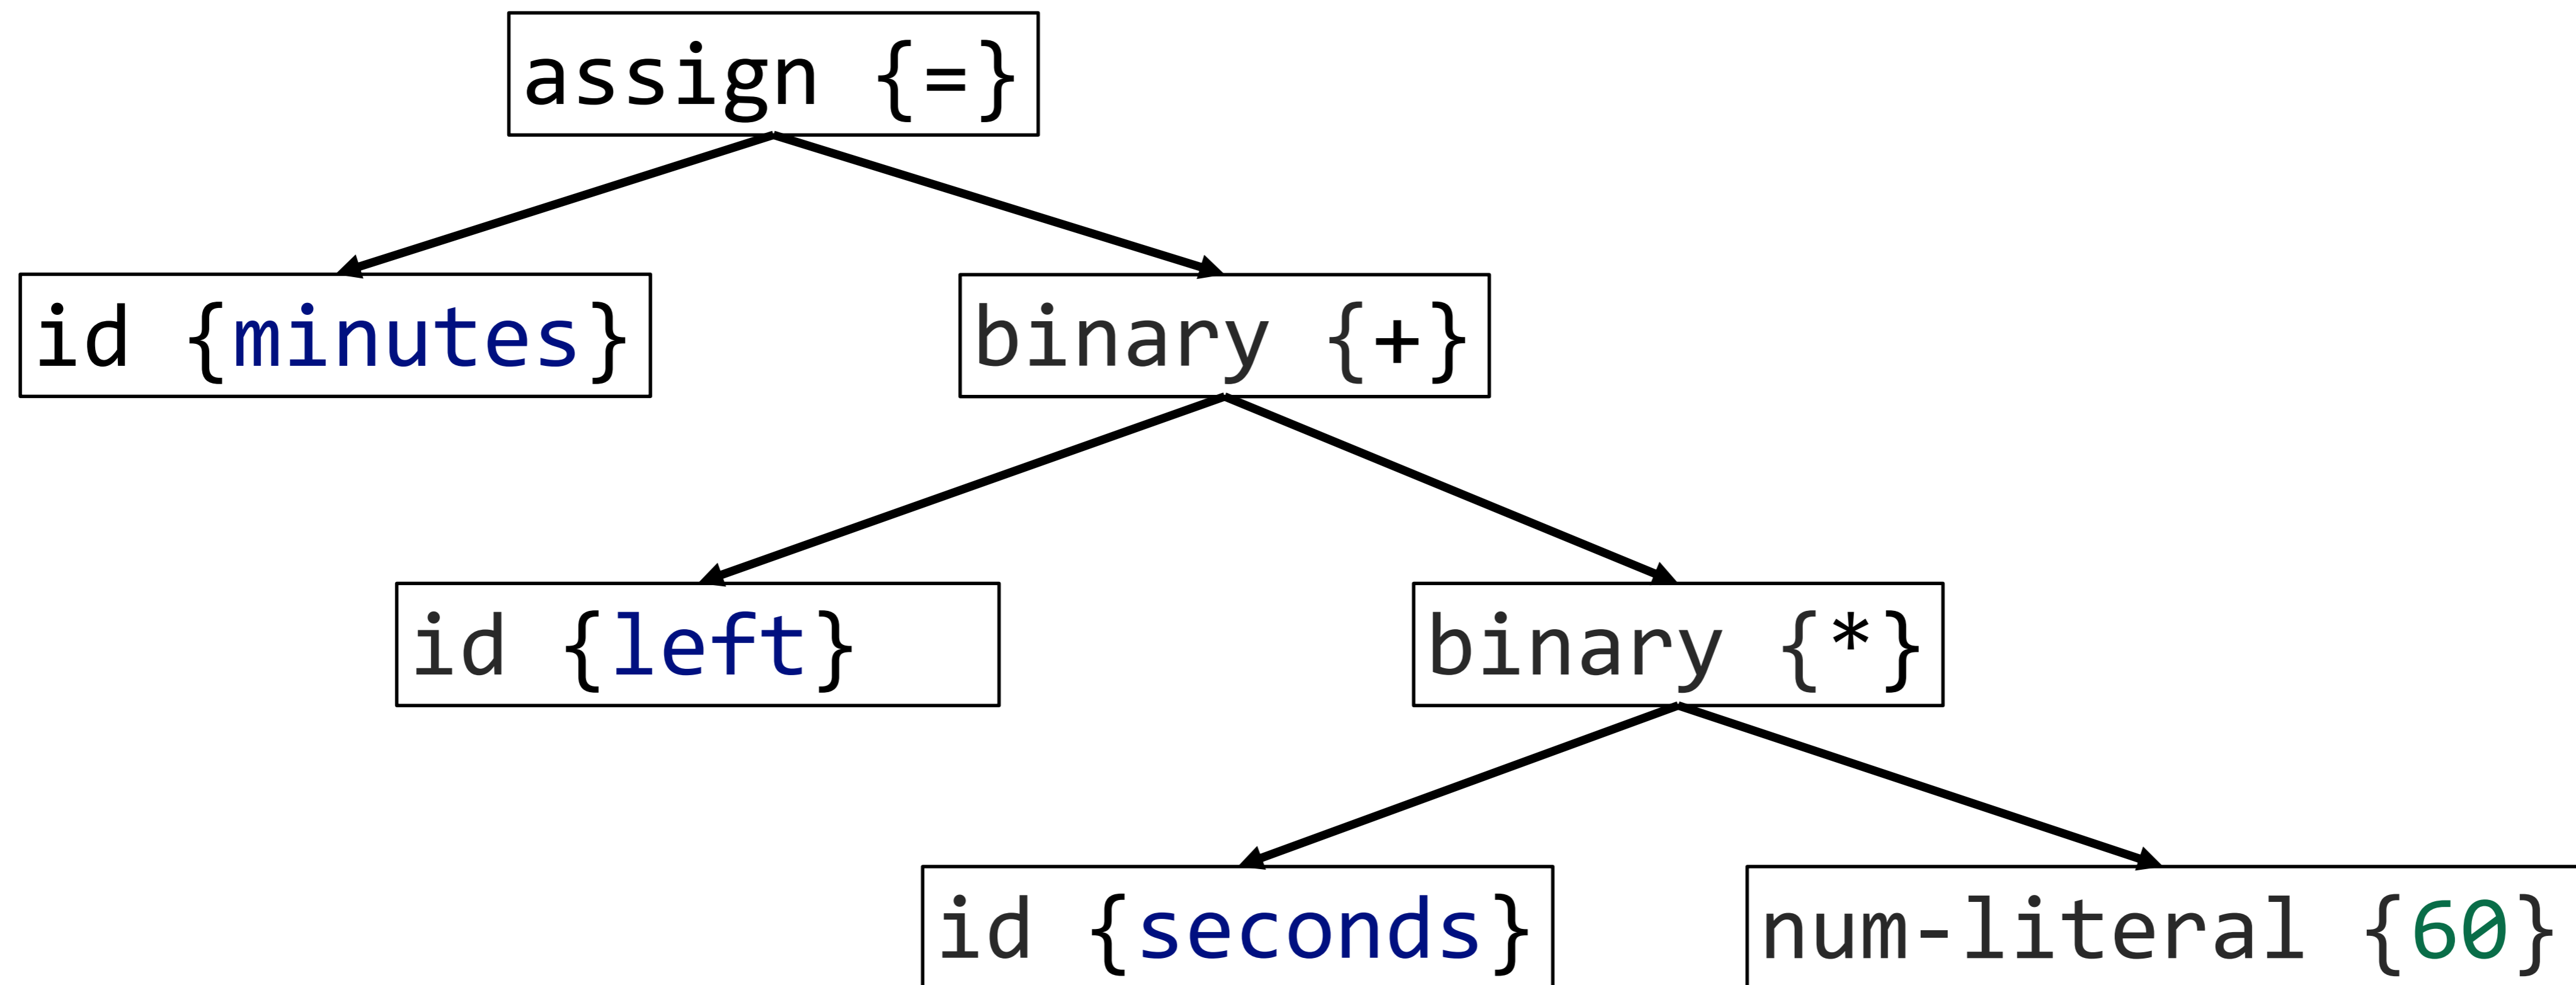 assign {=}
id {minutes}
binary {+}
id {left}
binary {*}
id {seconds}
num-literal {60}